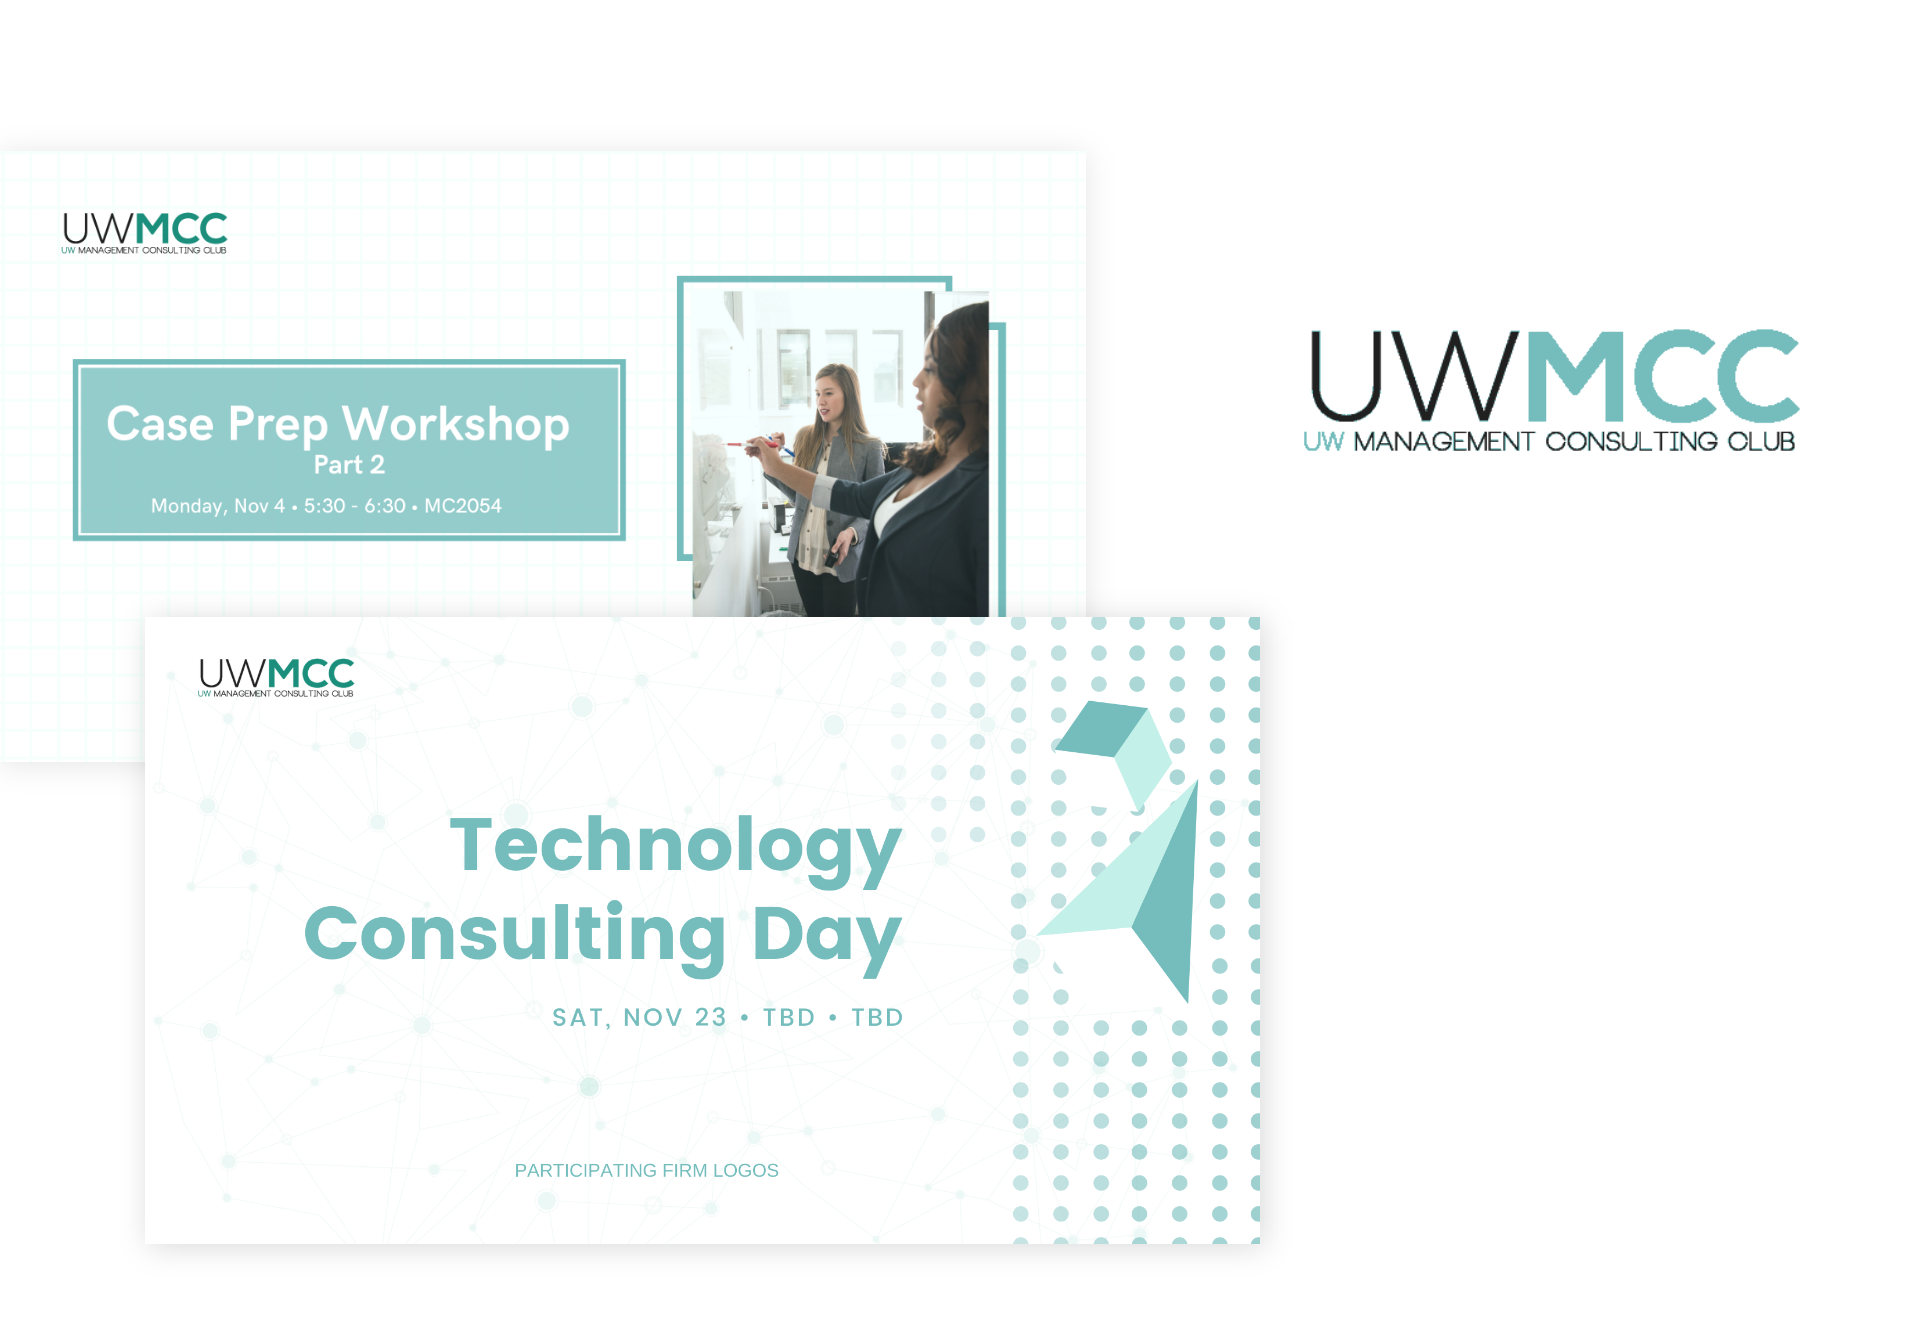 UWMCC
UW MANAGEMENT CONSULTING CLUB
Case Prep Workshop
Part 2
Monday, Nov 4 • 5:30 - 6:30 • MC2054
UWMCC
UW MANAGEMENT CONSULTING CLUB
UWMCC
UW MANAGEMENT CONSULTING CLUB
Technology
Consulting Day
SAT, NOV 23 • TBD • TBD
PARTICIPATING FIRM LOGOS